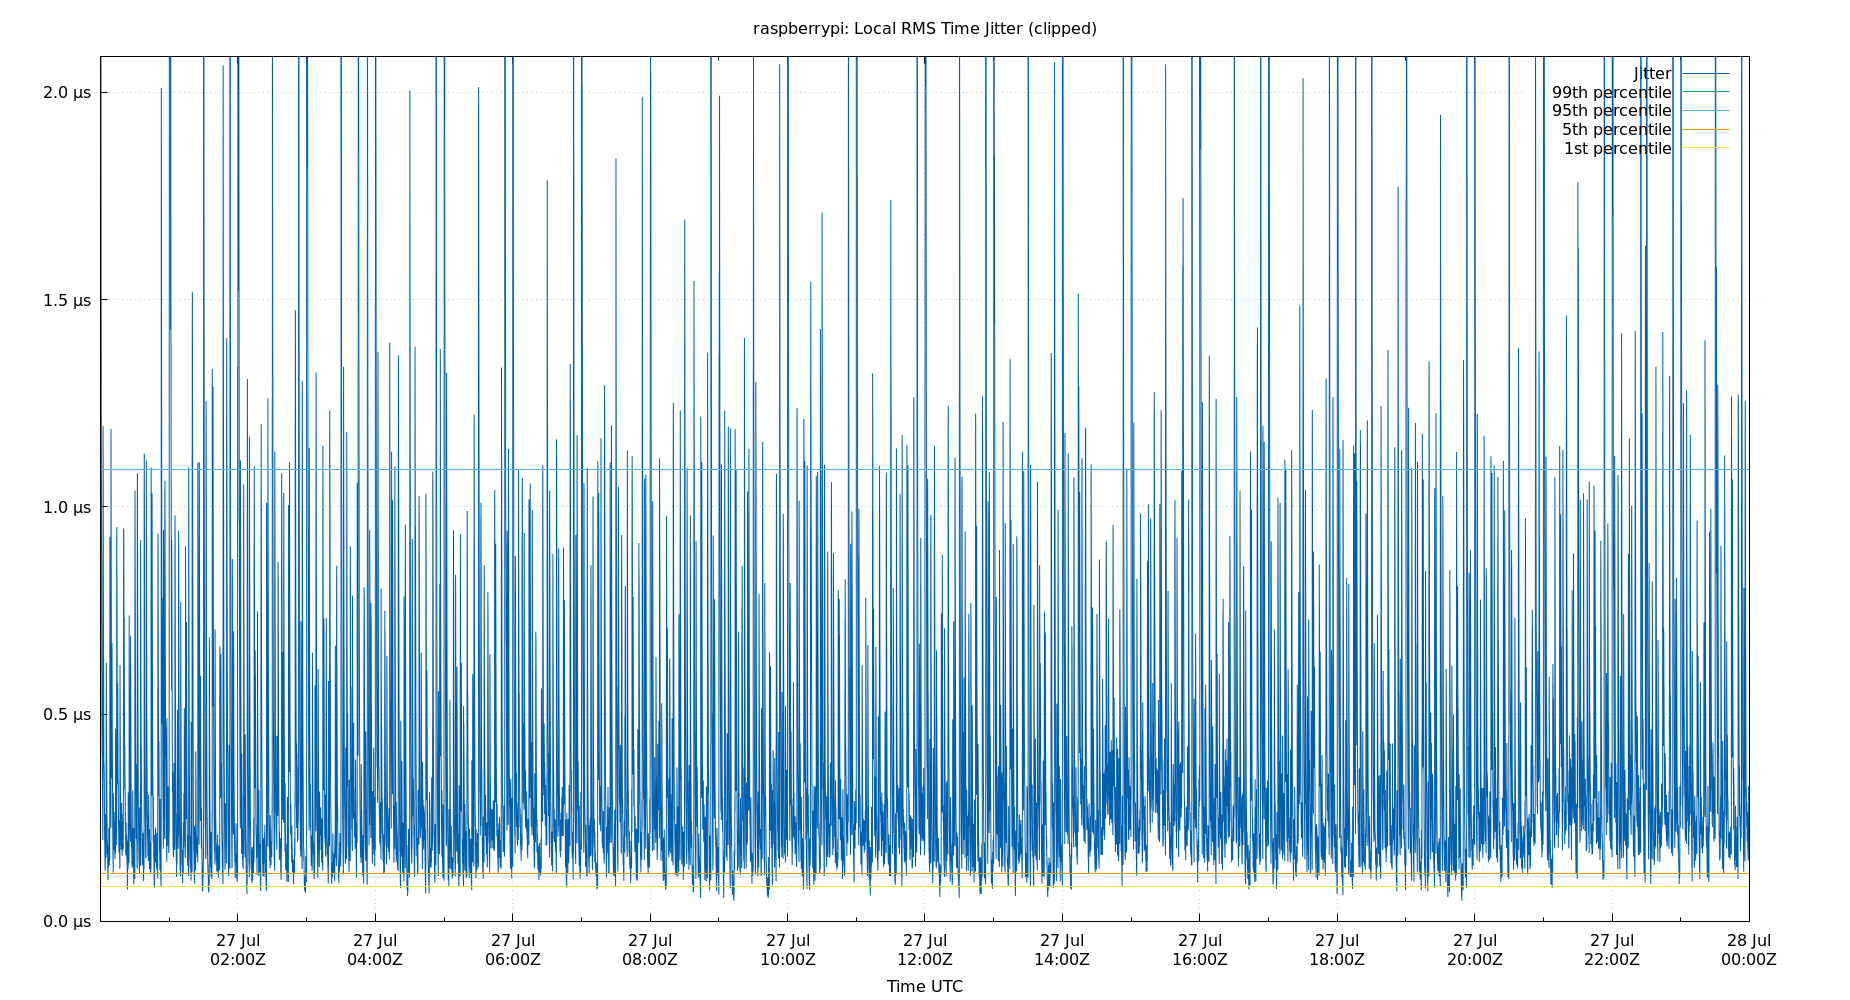 raspberrypi: Local RMS Time Jitter (clipped)
Jitter
99th percentile
95th percentile
5th percentile
1st percentile
2.0 µs
1.5 µs
1.0 µs
0.5 µs
0.0 µs
27 Jul 27 Jul 27 Jul 27 Jul 27 Jul 27 Jul 27 Jul 27 Jul 27 Jul 27 Jul 27 Jul 28 Jul
02:00Z 04:00Z 06:00Z 08:00Z 10:00Z 12:00Z 14:00Z 16:00Z 18:00Z 20:00Z 22:00Z 00:00Z
Time UTC